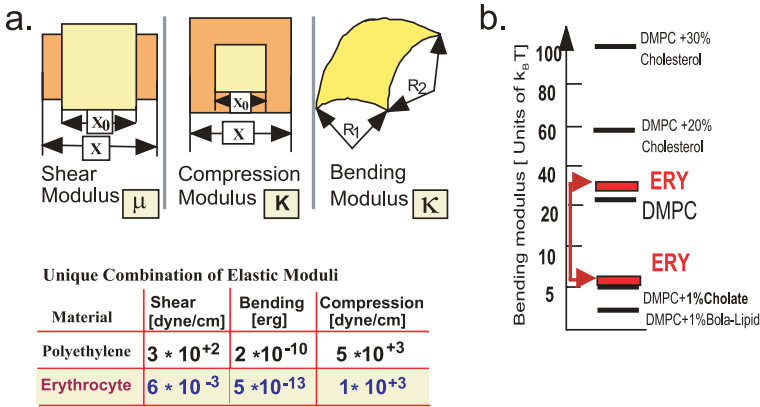 a.
X₀
X
Shear
Modulus μ
X₀
X
Compression
Modulus K
R₁
R₂
Bending
Modulus κ
Unique Combination of Elastic Moduli
Material Shear [dyne/cm] Bending [erg] Compression [dyne/cm]
Polyethylene 3 * 10⁺² 2 *10⁻¹⁰ 5 *10⁺³
Erythrocyte 6 * 10⁻³ 5 *10⁻¹³ 1* 10⁺³
b.
Bending modulus [ Units of k_B T]
100
80
60
40
20
10
5
DMPC +30%
Cholesterol
DMPC +20%
Cholesterol
ERY
DMPC
ERY
DMPC+1%Cholate
DMPC+1%Bola-Lipid